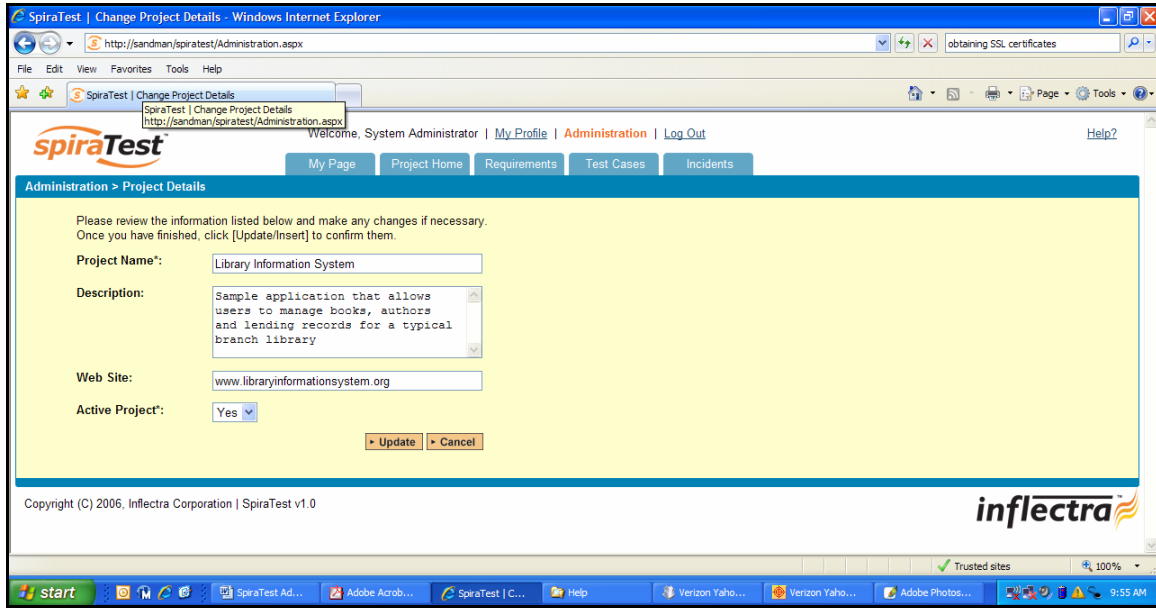 SpiraTest | Change Project Details - Windows Internet Explorer
http://sandman/spiratest/Administration.aspx
obtaining SSL certificates
File Edit View Favorites Tools Help
SpiraTest | Change Project Details
Page Tools
SpiraTest | Change Project Details
http://sandman/spiratest/Administration.aspx
spiraTest
Welcome, System Administrator | My Profile | Administration | Log Out
Help?
My Page Project Home Requirements Test Cases Incidents
Administration > Project Details
Please review the information listed below and make any changes if necessary.
Once you have finished, click [Update/Insert] to confirm them.
Project Name*:
Library Information System
Description:
Sample application that allows
users to manage books, authors
and lending records for a typical
branch library
Web Site:
www.libraryinformationsystem.org
Active Project*:
Yes
Update Cancel
Copyright (C) 2006, Inflectra Corporation | SpiraTest v1.0
inflectra
Trusted sites
100%
start
SpiraTest Ad...
Adobe Acrob...
SpiraTest | C...
Help
Verizon Yaho...
Verizon Yaho...
Adobe Photos...
9:55 AM